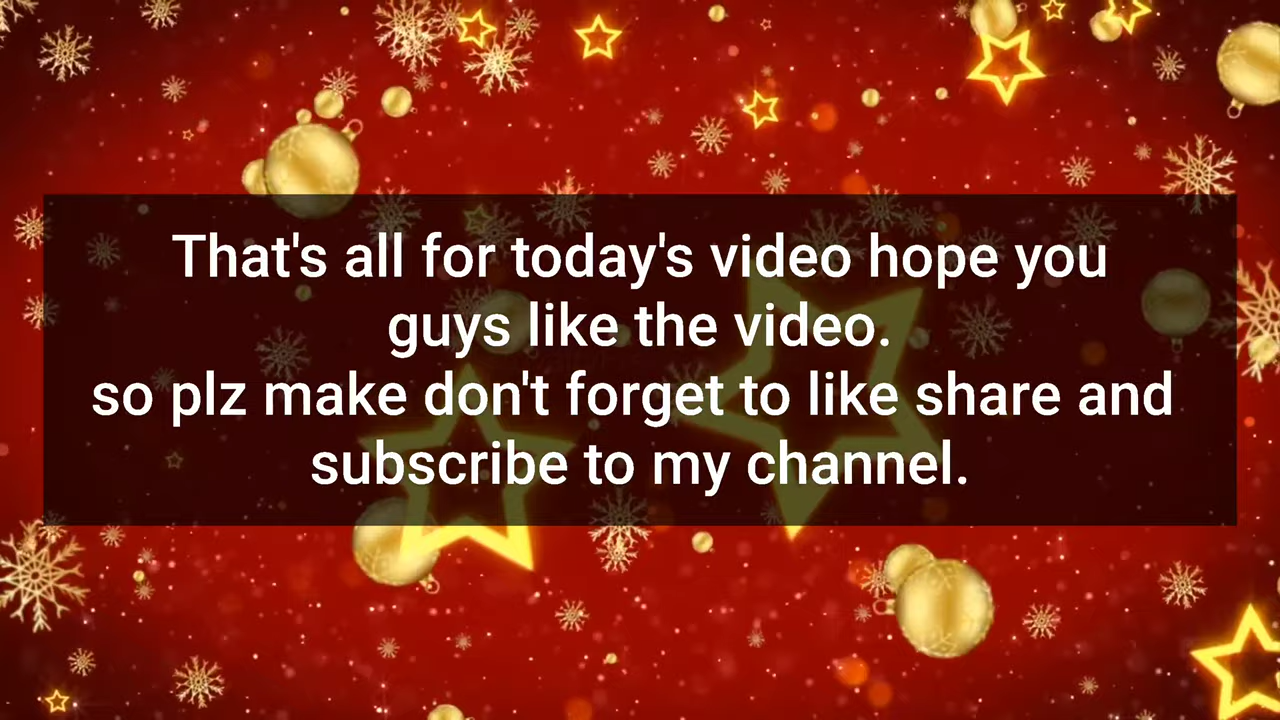 That's all for today's video hope you
guys like the video.
so plz make don't forget to like share and
subscribe to my channel.